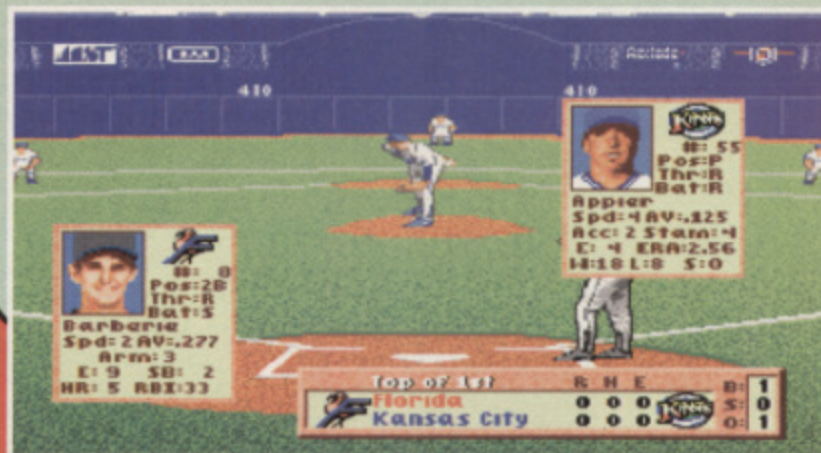 410
410
#: 55
Pos:P
Thr:R
Bat:R
Appier
Spd:4 AV:.125
Acc:2 Stam:4
E: 4 ERA:2.56
W:18 L:8 S:0
#: 0
Pos:2B
Thr:R
Bat:S
Barberie
Spd:2 AV:.277
Arm:3
E: 9 SB: 2
HR: 5 RBI:33
Top of 1st R H E B: 1
Florida 0 0 0 S: 0
Kansas City 0 0 0 O: 1